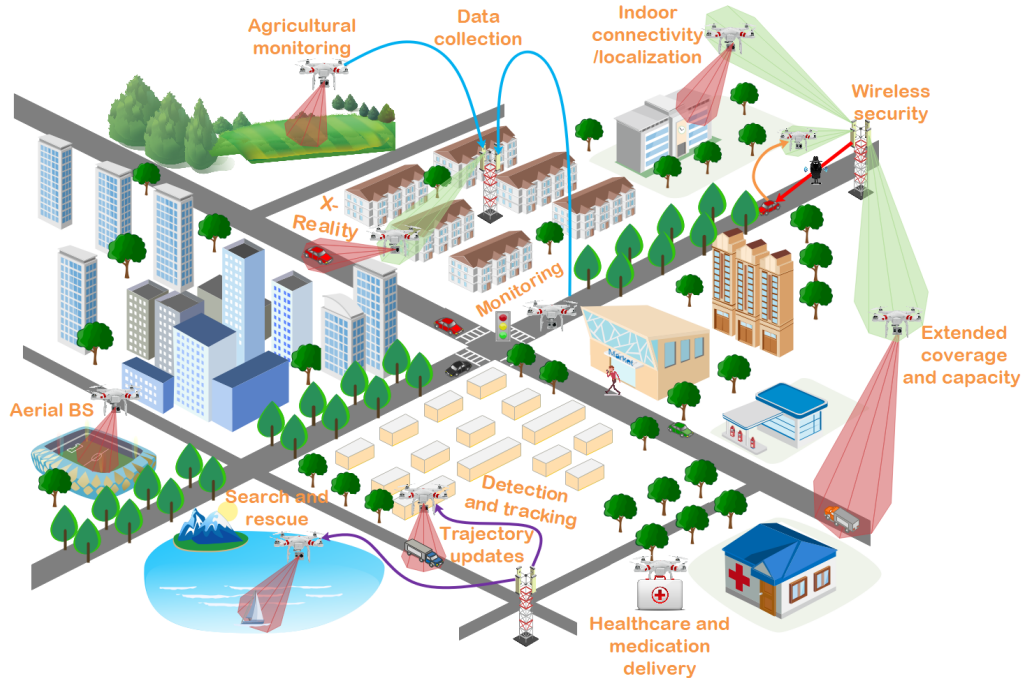 Agricultural
monitoring
Data
collection
Indoor
connectivity
/localization
Wireless
security
X-
Reality
Monitoring
Market
Extended
coverage
and capacity
Aerial BS
Search and
rescue
Detection
and tracking
Trajectory
updates
Healthcare and
medication
delivery